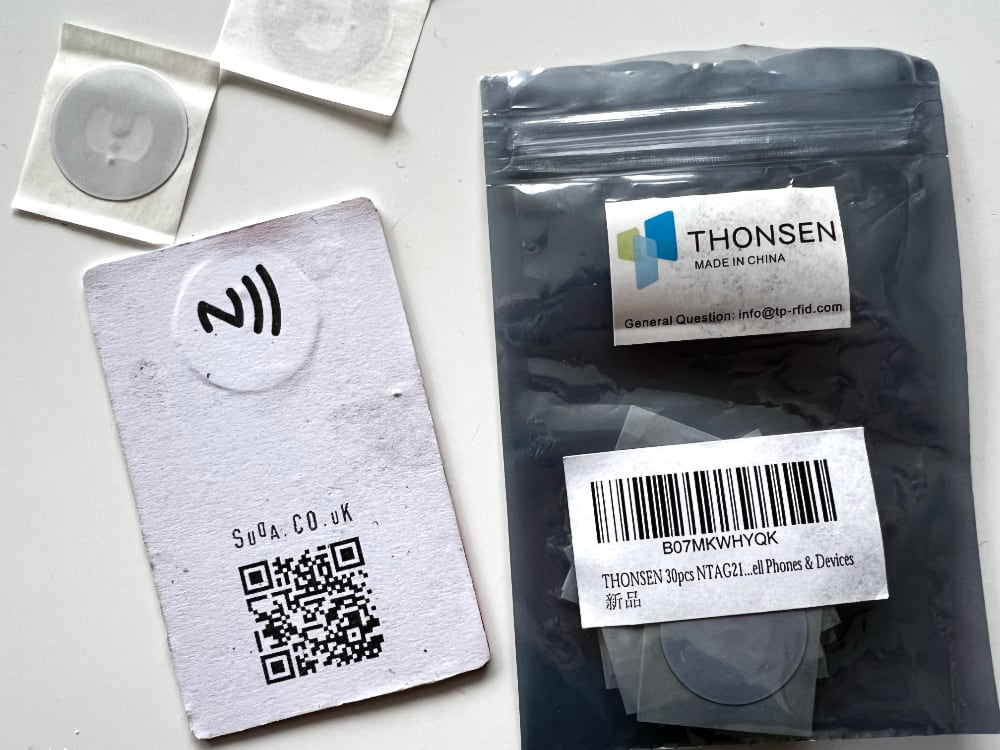 SUDA.CO.UK
THONSEN
MADE IN CHINA
General Question: info@tp-rfid.com
B07MKWHYQK
THONSEN 30pcs NTAG21...ell Phones & Devices
新品